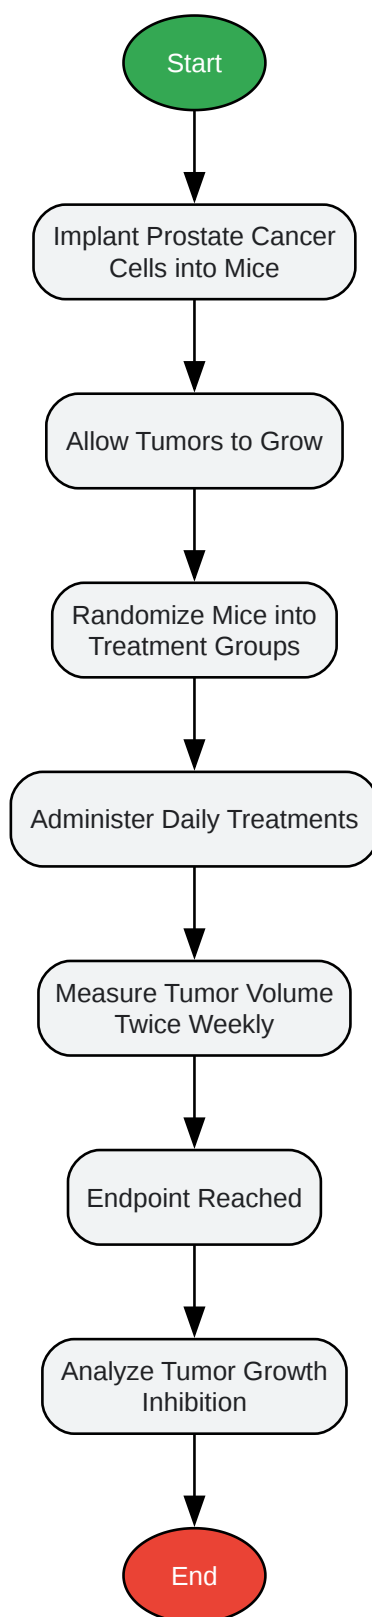 Start
Implant Prostate Cancer
Cells into Mice
Allow Tumors to Grow
Randomize Mice into
Treatment Groups
Administer Daily Treatments
Measure Tumor Volume
Twice Weekly
Endpoint Reached
Analyze Tumor Growth
Inhibition
End